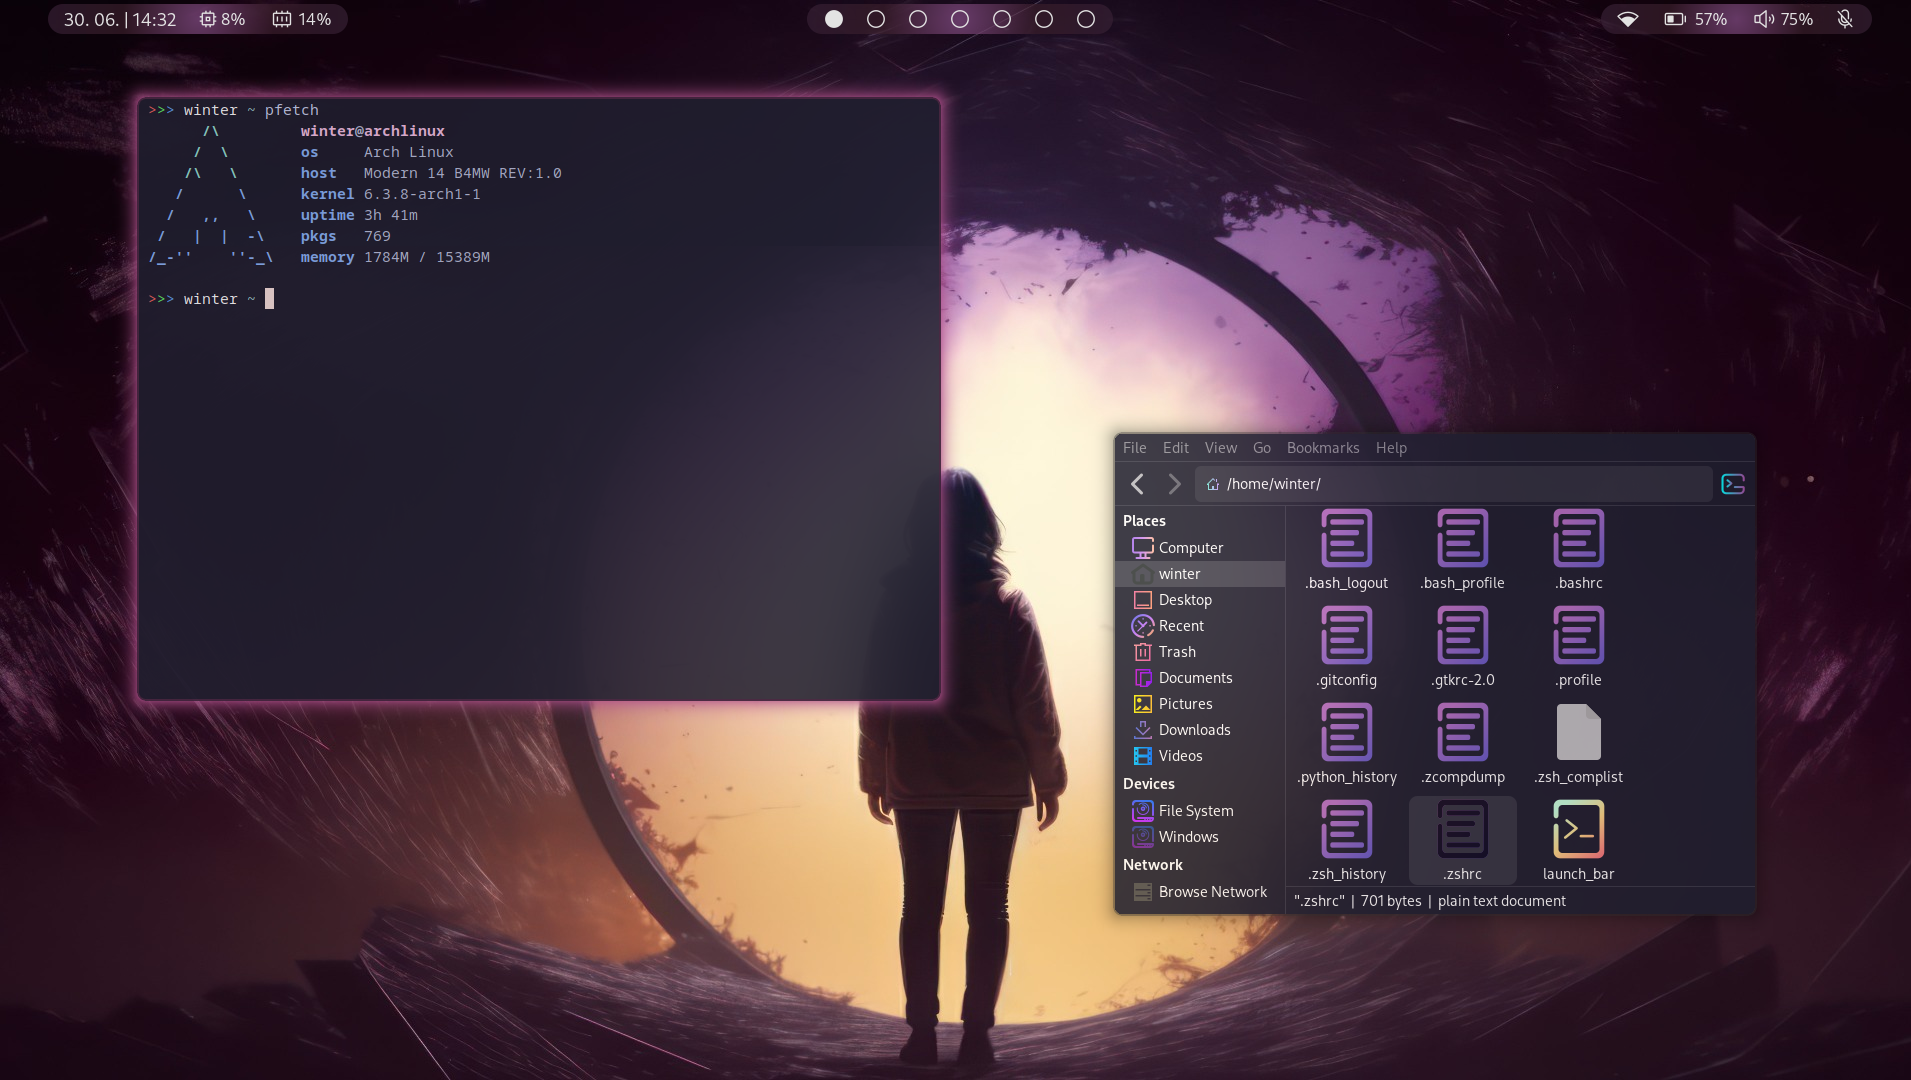 30. 06. | 14:32 8% 14%
57% 75%
>>> winter ~ pfetch
/\ winter@archlinux
/ \ os Arch Linux
/\ \ host Modern 14 B4MW REV:1.0
/ \ kernel 6.3.8-arch1-1
/ ,, \ uptime 3h 41m
/ | | -\ pkgs 769
/_-'' ''-_\ memory 1784M / 15389M
>>> winter ~
File Edit View Go Bookmarks Help
/home/winter/
Places
Computer
winter
Desktop
Recent
Trash
Documents
Pictures
Downloads
Videos
Devices
File System
Windows
Network
Browse Network
.bash_logout .bash_profile .bashrc
.gitconfig .gtkrc-2.0 .profile
.python_history .zcompdump .zsh_complist
.zsh_history .zshrc launch_bar
".zshrc" | 701 bytes | plain text document